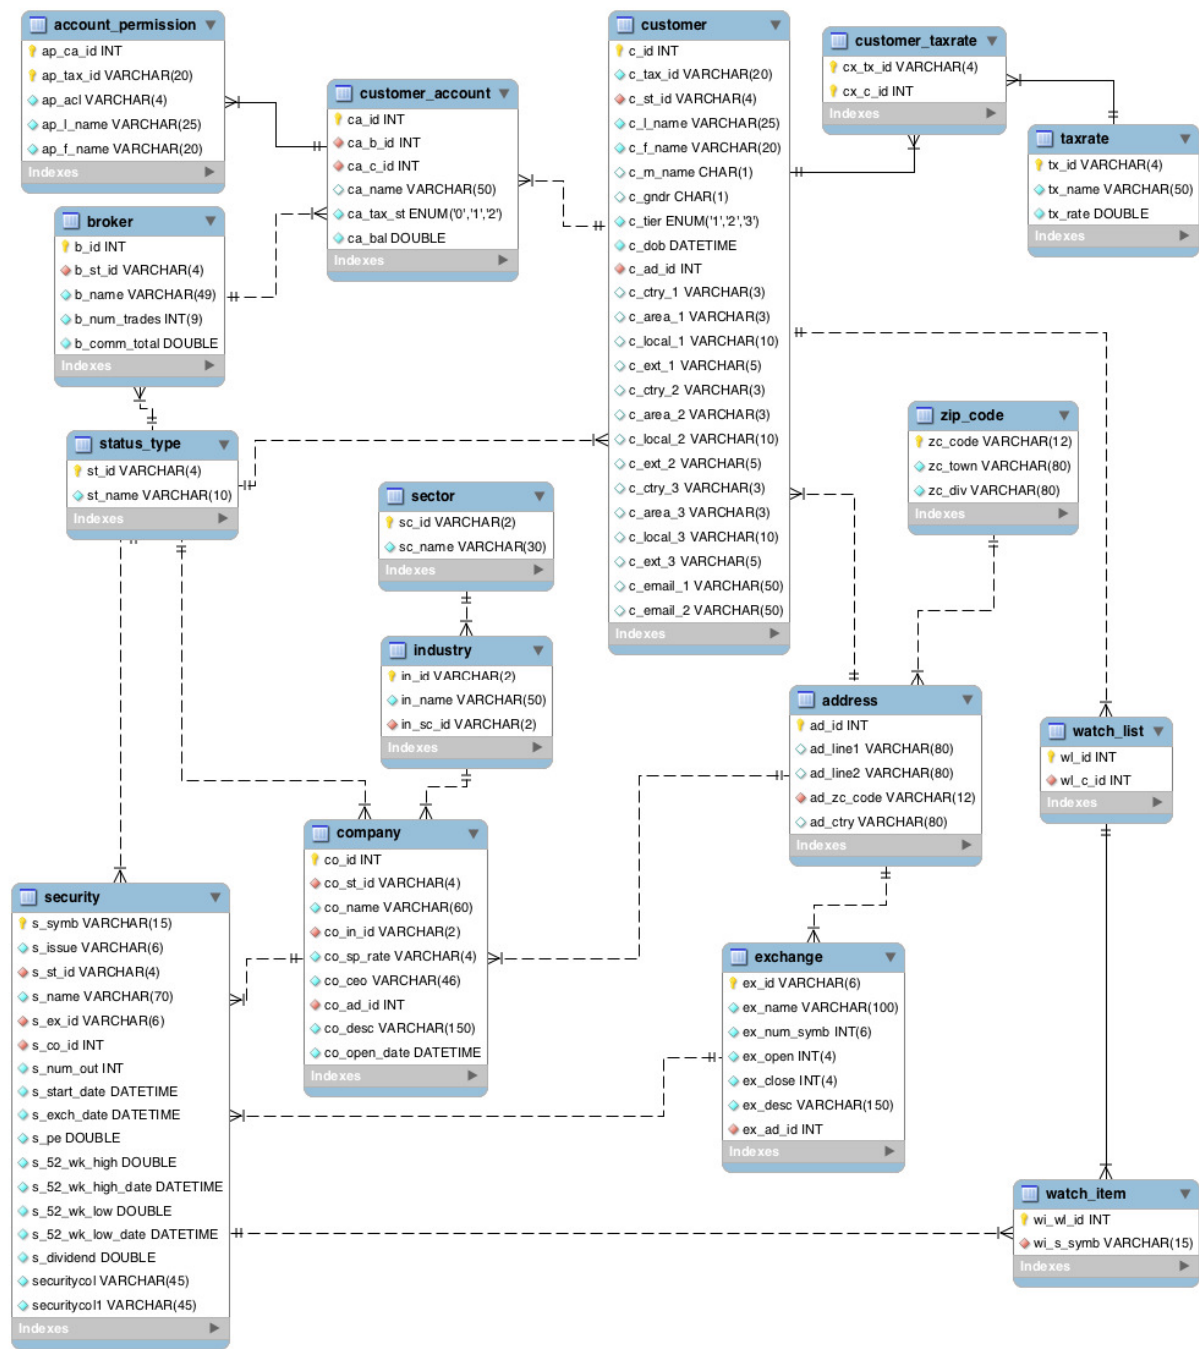 account_permission
ap_ca_id INT
ap_tax_id VARCHAR(20)
ap_acl VARCHAR(4)
ap_l_name VARCHAR(25)
ap_f_name VARCHAR(20)
Indexes
customer_account
ca_id INT
ca_b_id INT
ca_c_id INT
ca_name VARCHAR(50)
ca_tax_st ENUM('0','1','2')
ca_bal DOUBLE
Indexes
customer
c_id INT
c_tax_id VARCHAR(20)
c_st_id VARCHAR(4)
c_l_name VARCHAR(25)
c_f_name VARCHAR(20)
c_m_name CHAR(1)
c_gndr CHAR(1)
c_tier ENUM('1','2','3')
c_dob DATETIME
c_ad_id INT
c_ctry_1 VARCHAR(3)
c_area_1 VARCHAR(3)
c_local_1 VARCHAR(10)
c_ext_1 VARCHAR(5)
c_ctry_2 VARCHAR(3)
c_area_2 VARCHAR(3)
c_local_2 VARCHAR(10)
c_ext_2 VARCHAR(5)
c_ctry_3 VARCHAR(3)
c_area_3 VARCHAR(3)
c_local_3 VARCHAR(10)
c_ext_3 VARCHAR(5)
c_email_1 VARCHAR(50)
c_email_2 VARCHAR(50)
Indexes
customer_taxrate
cx_tx_id VARCHAR(4)
cx_c_id INT
Indexes
taxrate
tx_id VARCHAR(4)
tx_name VARCHAR(50)
tx_rate DOUBLE
Indexes
broker
b_id INT
b_st_id VARCHAR(4)
b_name VARCHAR(49)
b_num_trades INT(9)
b_comm_total DOUBLE
Indexes
status_type
st_id VARCHAR(4)
st_name VARCHAR(10)
Indexes
sector
sc_id VARCHAR(2)
sc_name VARCHAR(30)
Indexes
zip_code
zc_code VARCHAR(12)
zc_town VARCHAR(80)
zc_div VARCHAR(80)
Indexes
industry
in_id VARCHAR(2)
in_name VARCHAR(50)
in_sc_id VARCHAR(2)
Indexes
address
ad_id INT
ad_line1 VARCHAR(80)
ad_line2 VARCHAR(80)
ad_zc_code VARCHAR(12)
ad_ctry VARCHAR(80)
Indexes
watch_list
wl_id INT
wl_c_id INT
Indexes
company
co_id INT
co_st_id VARCHAR(4)
co_name VARCHAR(60)
co_in_id VARCHAR(2)
co_sp_rate VARCHAR(4)
co_ceo VARCHAR(46)
co_ad_id INT
co_desc VARCHAR(150)
co_open_date DATETIME
Indexes
security
s_symb VARCHAR(15)
s_issue VARCHAR(6)
s_st_id VARCHAR(4)
s_name VARCHAR(70)
s_ex_id VARCHAR(6)
s_co_id INT
s_num_out INT
s_start_date DATETIME
s_exch_date DATETIME
s_pe DOUBLE
s_52_wk_high DOUBLE
s_52_wk_high_date DATETIME
s_52_wk_low DOUBLE
s_52_wk_low_date DATETIME
s_dividend DOUBLE
securitycol VARCHAR(45)
securitycol1 VARCHAR(45)
Indexes
exchange
ex_id VARCHAR(6)
ex_name VARCHAR(100)
ex_num_symb INT(6)
ex_open INT(4)
ex_close INT(4)
ex_desc VARCHAR(150)
ex_ad_id INT
Indexes
watch_item
wi_wl_id INT
wi_s_symb VARCHAR(15)
Indexes